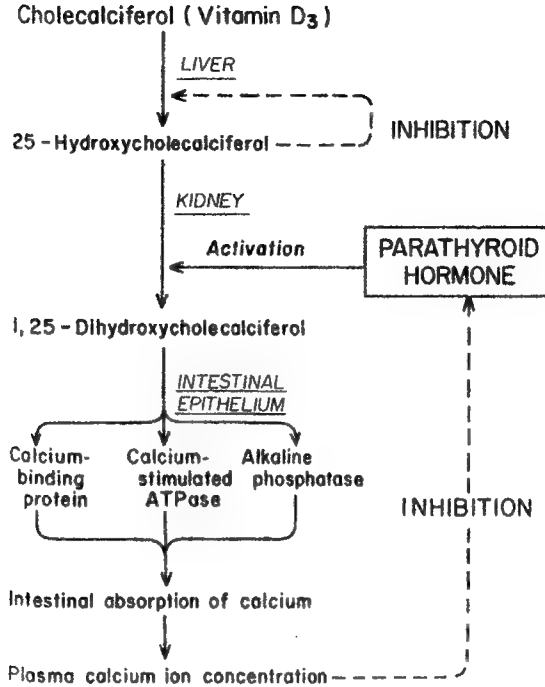 Cholecalciferol (Vitamin D3)
LIVER
INHIBITION
25-Hydroxycholecalciferol
KIDNEY
Activation
PARATHYROID
HORMONE
1,25-Dihydroxycholecalciferol
INTESTINAL
EPITHELIUM
Calcium-
binding
protein
Calcium-
stimulated
ATPase
Alkaline
phosphatase
INHIBITION
Intestinal absorption of calcium
Plasma calcium ion concentration